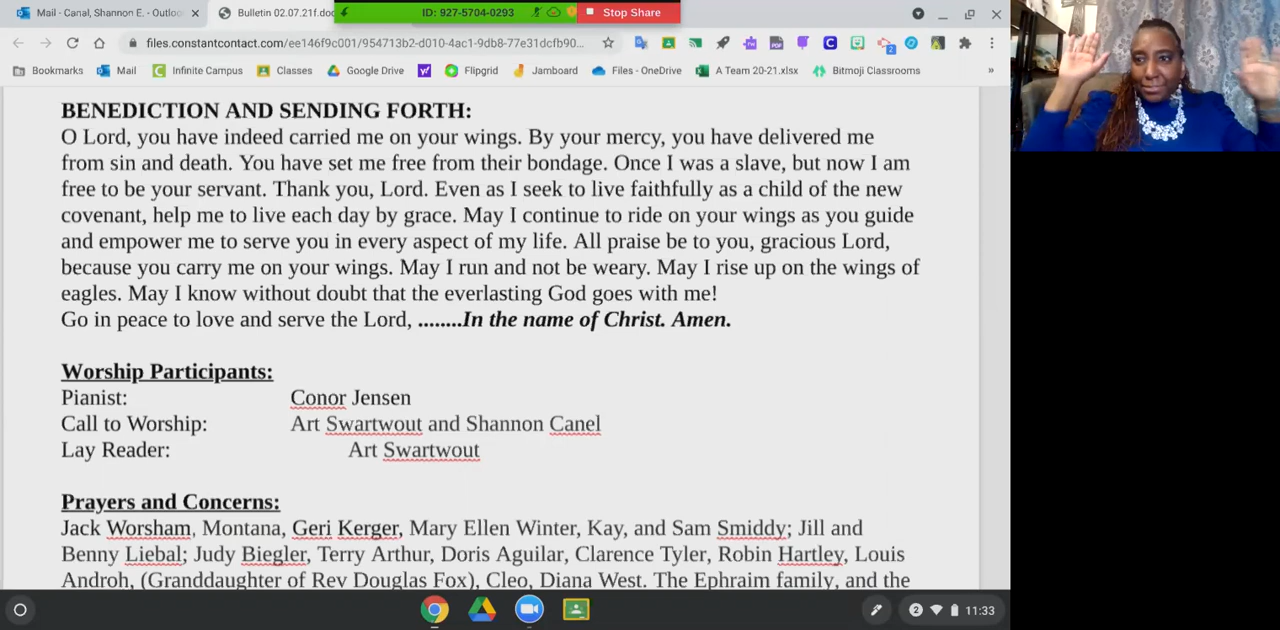 Mail - Canal, Shannon E. - Outlo
Bulletin 02.07.21f.doc
ID: 927-5704-0293
Stop Share
files.constantcontact.com/ee146f9c001/954713b2-d010-4ac1-9db8-77e31dcfb90...
Bookmarks
Mail
Infinite Campus
Classes
Google Drive
Flipgrid
Jamboard
Files - OneDrive
A Team 20-21.xlsx
Bitmoji Classrooms
»
BENEDICTION AND SENDING FORTH:
O Lord, you have indeed carried me on your wings. By your mercy, you have delivered me
from sin and death. You have set me free from their bondage. Once I was a slave, but now I am
free to be your servant. Thank you, Lord. Even as I seek to live faithfully as a child of the new
covenant, help me to live each day by grace. May I continue to ride on your wings as you guide
and empower me to serve you in every aspect of my life. All praise be to you, gracious Lord,
because you carry me on your wings. May I run and not be weary. May I rise up on the wings of
eagles. May I know without doubt that the everlasting God goes with me!
Go in peace to love and serve the Lord, ........In the name of Christ. Amen.
Worship Participants:
Pianist: Conor Jensen
Call to Worship: Art Swartwout and Shannon Canel
Lay Reader: Art Swartwout
Prayers and Concerns:
Jack Worsham, Montana, Geri Kerger, Mary Ellen Winter, Kay, and Sam Smiddy; Jill and
Benny Liebal; Judy Biegler, Terry Arthur, Doris Aguilar, Clarence Tyler, Robin Hartley, Louis
Androh, (Granddaughter of Rev Douglas Fox), Cleo, Diana West. The Ephraim family, and the
2
11:33